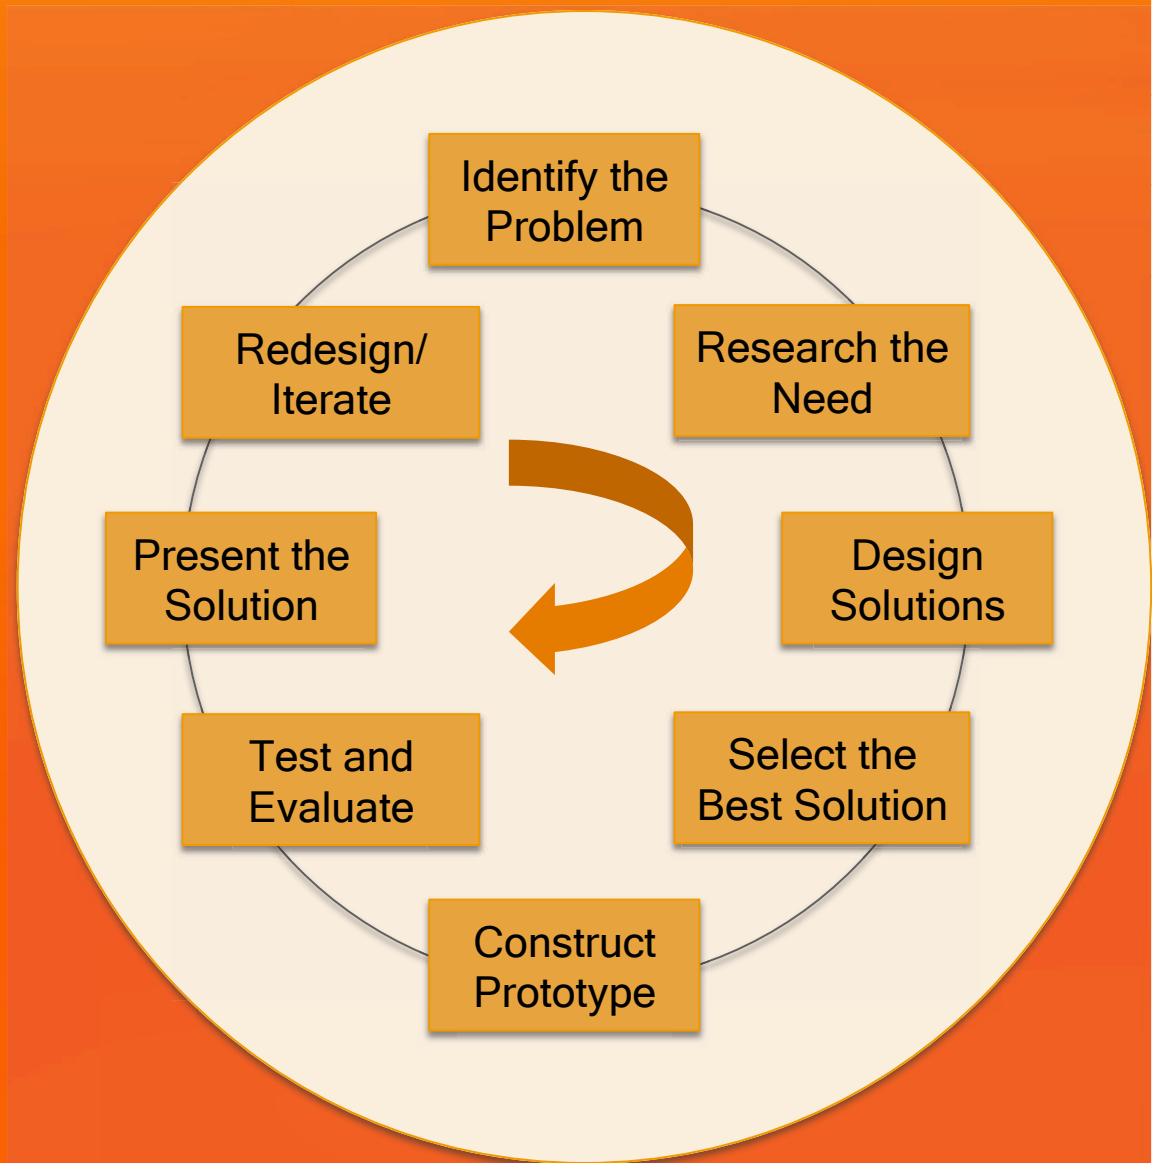 Identify the
Problem
Research the
Need
Design
Solutions
Select the
Best Solution
Construct
Prototype
Test and
Evaluate
Present the
Solution
Redesign/
Iterate